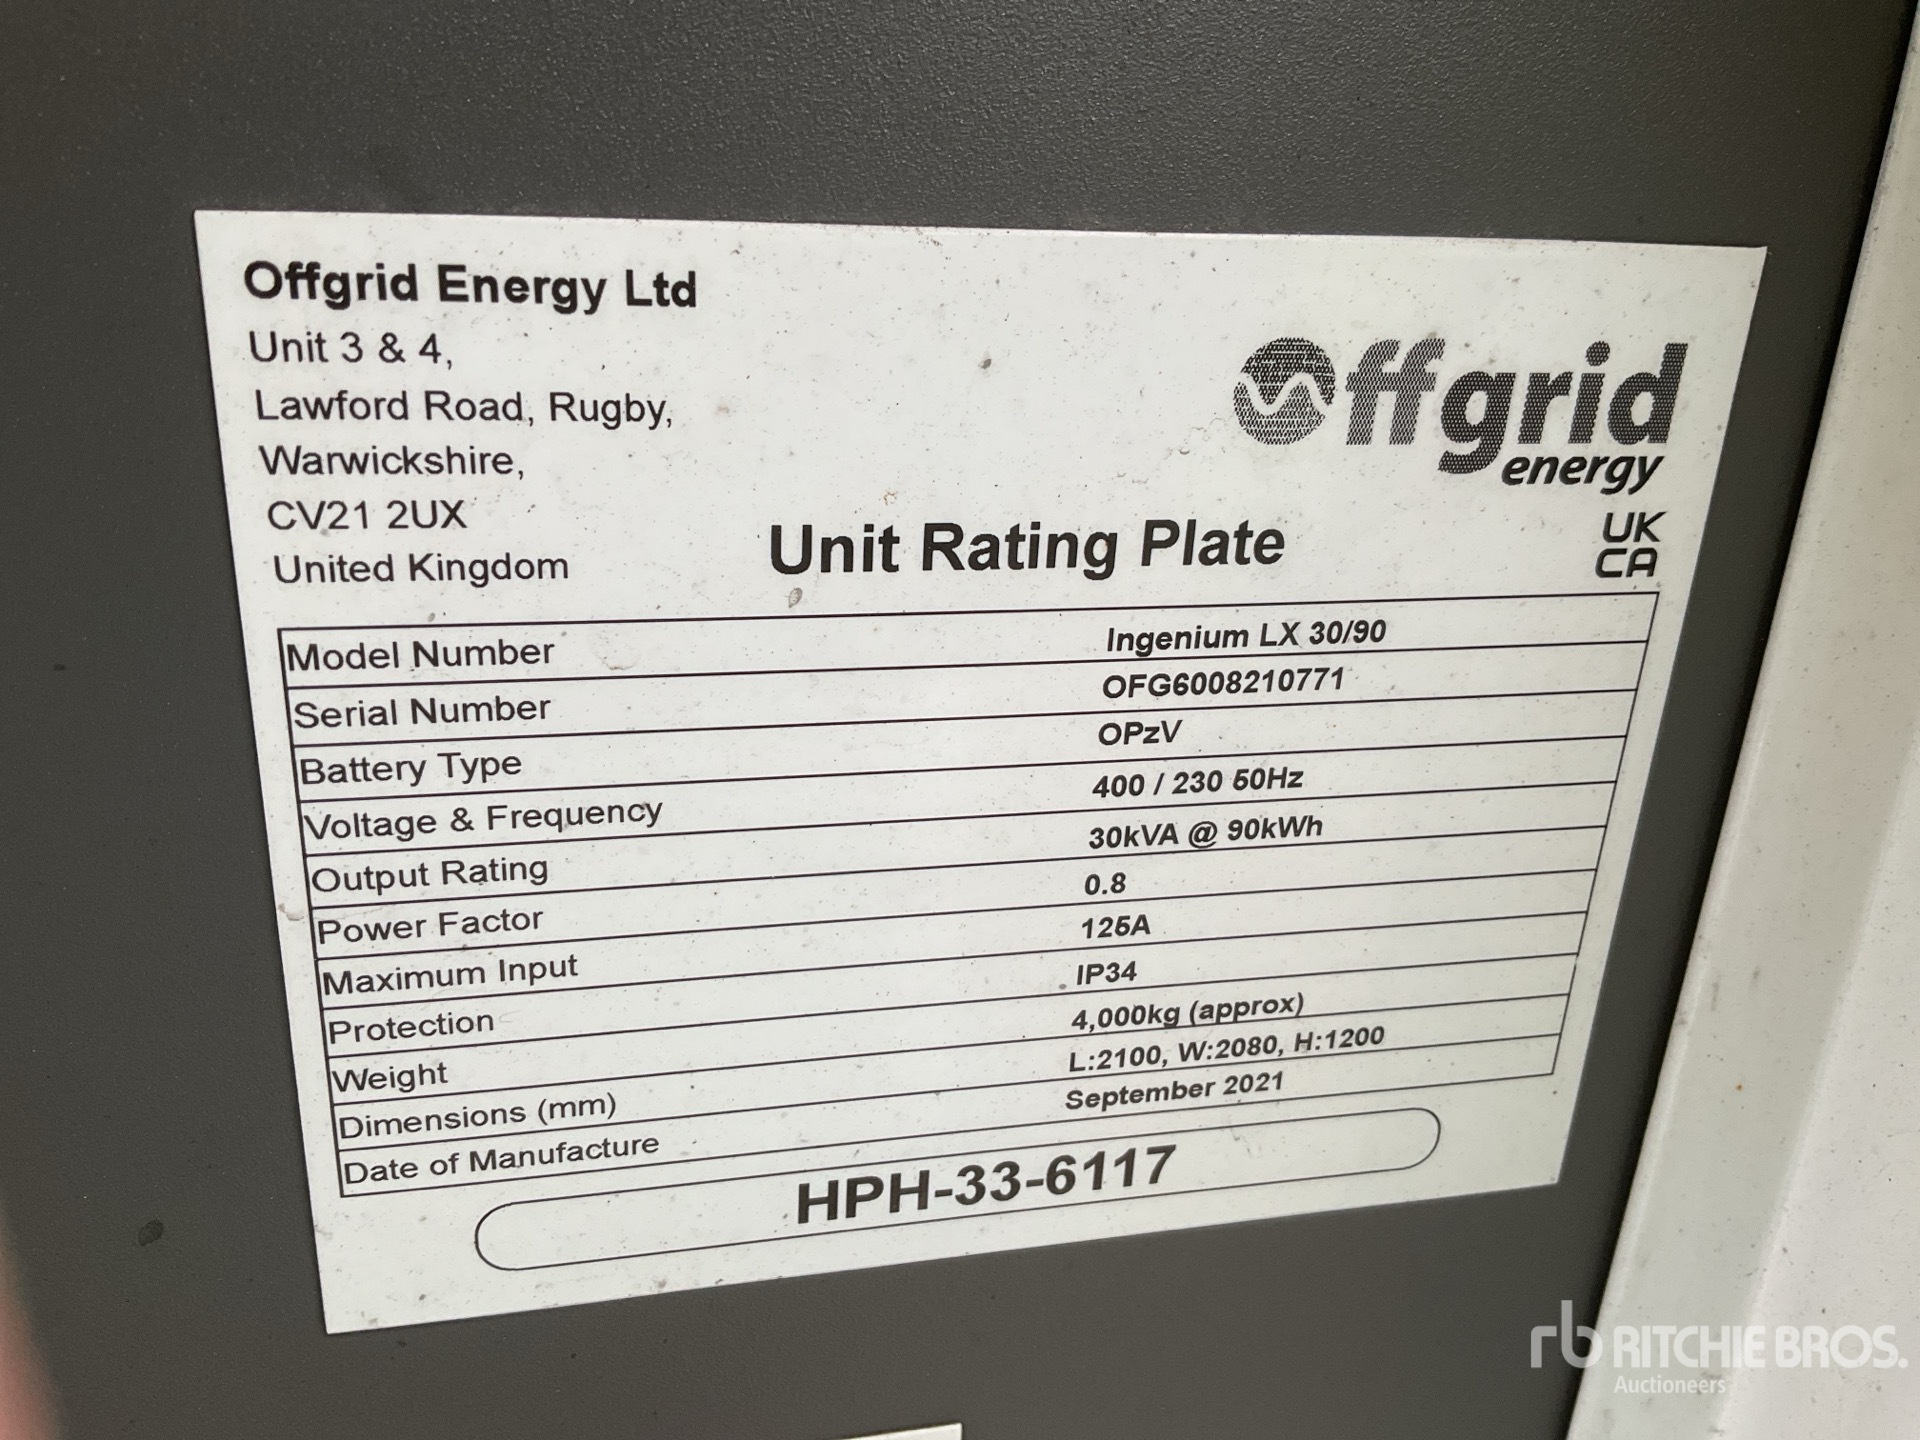 Offgrid Energy Ltd
Unit 3 & 4,
Lawford Road, Rugby,
Warwickshire,
CV21 2UX
United Kingdom
Offgrid
energy
UK
CA
Unit Rating Plate
Model Number Ingenium LX 30/90
Serial Number OFG6008210771
Battery Type OPzV
Voltage & Frequency 400 / 230 50Hz
Output Rating 30kVA @ 90kWh
Power Factor 0.8
Maximum Input 125A
Protection IP34
Weight 4,000kg (approx)
Dimensions (mm) L:2100, W:2080, H:1200
Date of Manufacture September 2021
HPH-33-6117
rb RITCHIE BROS.
Auctioneers